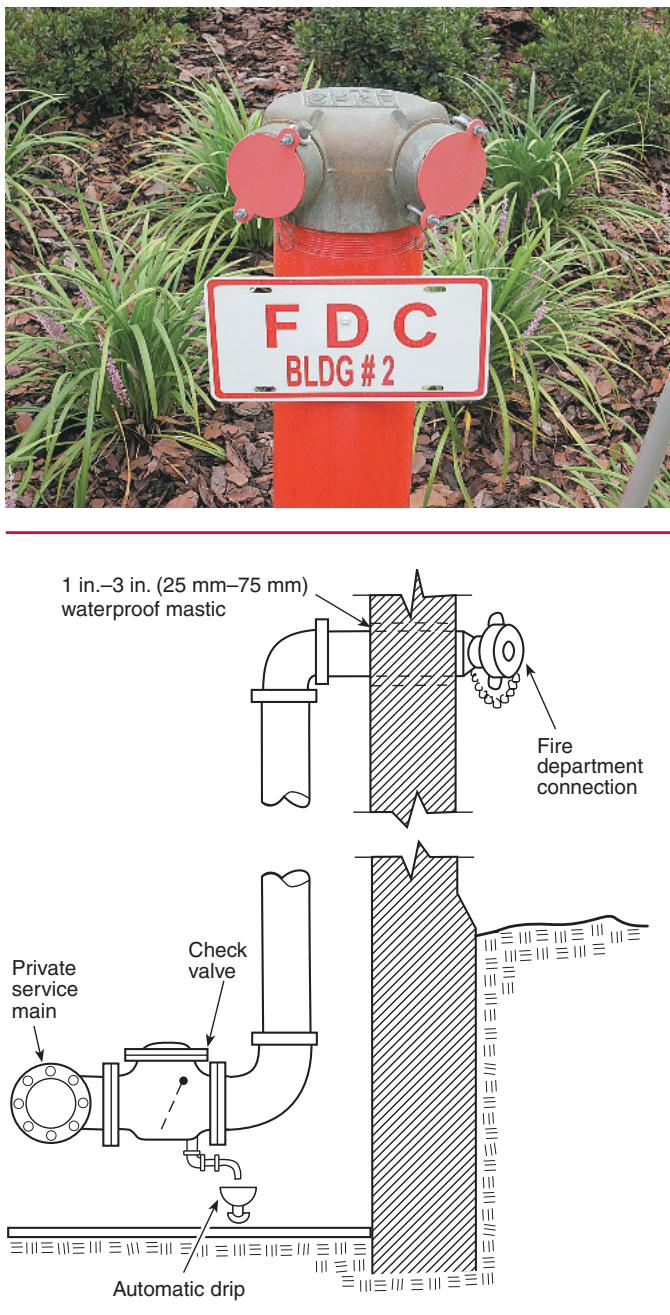 FDC
BLDG # 2
1 in.–3 in. (25 mm–75 mm)
waterproof mastic
Fire
department
connection
Check
valve
Private
service
main
Automatic drip